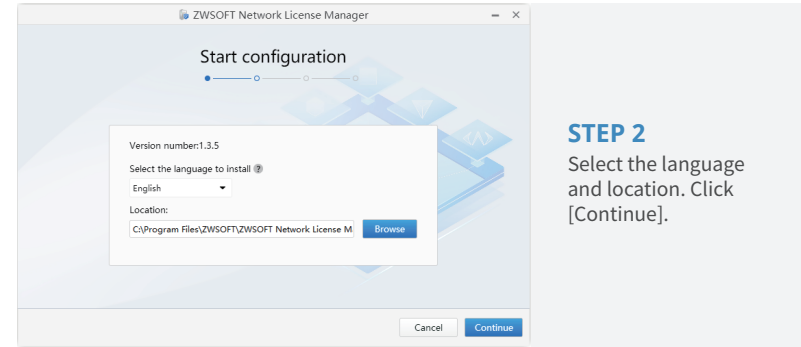 ZWSOFT Network License Manager
Start configuration
Version number:1.3.5
Select the language to install ?
English
Location:
C:\Program Files\ZWSOFT\ZWSOFT Network License M
Browse
Cancel
Continue
STEP 2
Select the language
and location. Click
[Continue].